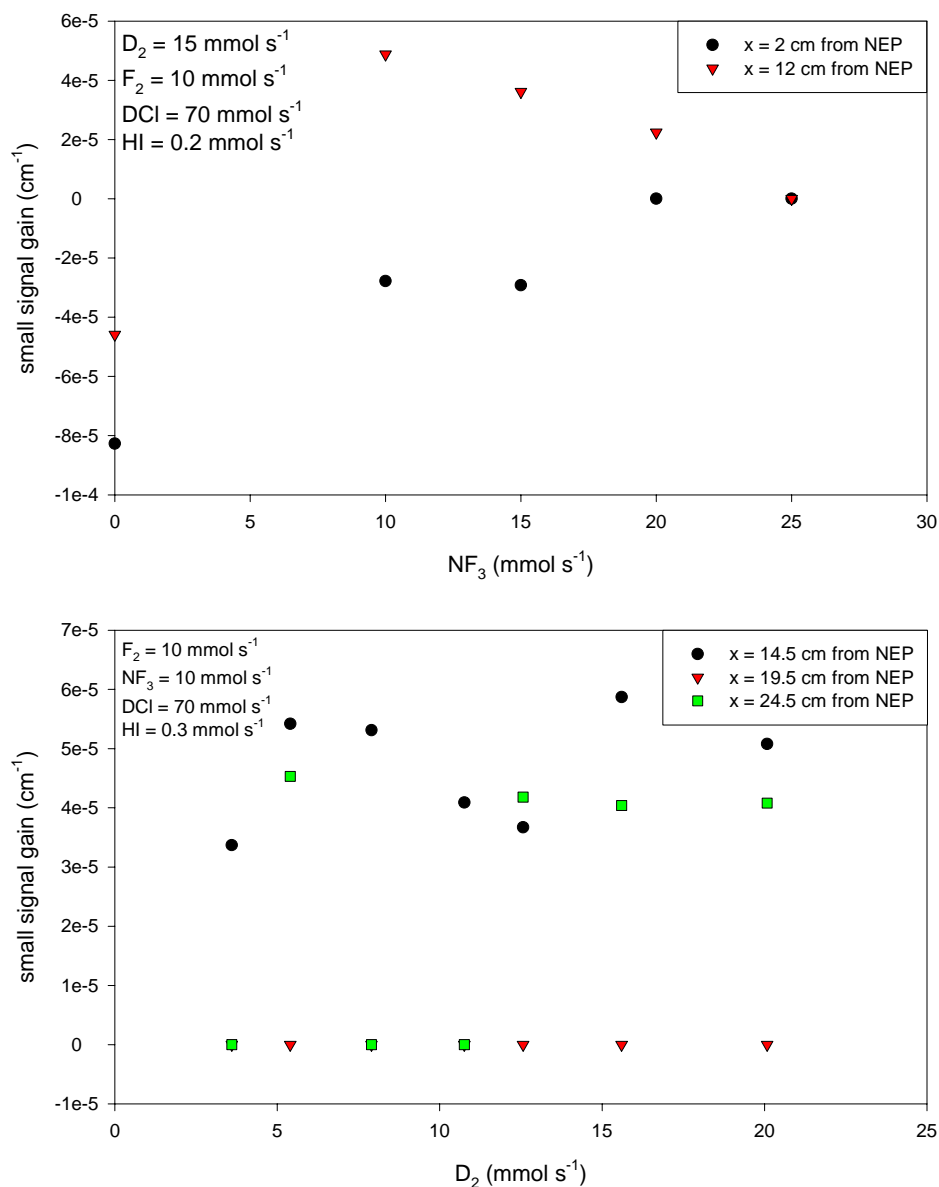 6e-5
4e-5
2e-5
0
-2e-5
-4e-5
-6e-5
-8e-5
-1e-4
small signal gain (cm⁻¹)
D₂ = 15 mmol s⁻¹
F₂ = 10 mmol s⁻¹
DCl = 70 mmol s⁻¹
HI = 0.2 mmol s⁻¹
x = 2 cm from NEP
x = 12 cm from NEP
0 5 10 15 20 25 30
NF₃ (mmol s⁻¹)
7e-5
6e-5
5e-5
4e-5
3e-5
2e-5
1e-5
0
-1e-5
small signal gain (cm⁻¹)
F₂ = 10 mmol s⁻¹
NF₃ = 10 mmol s⁻¹
DCl = 70 mmol s⁻¹
HI = 0.3 mmol s⁻¹
x = 14.5 cm from NEP
x = 19.5 cm from NEP
x = 24.5 cm from NEP
0 5 10 15 20 25
D₂ (mmol s⁻¹)